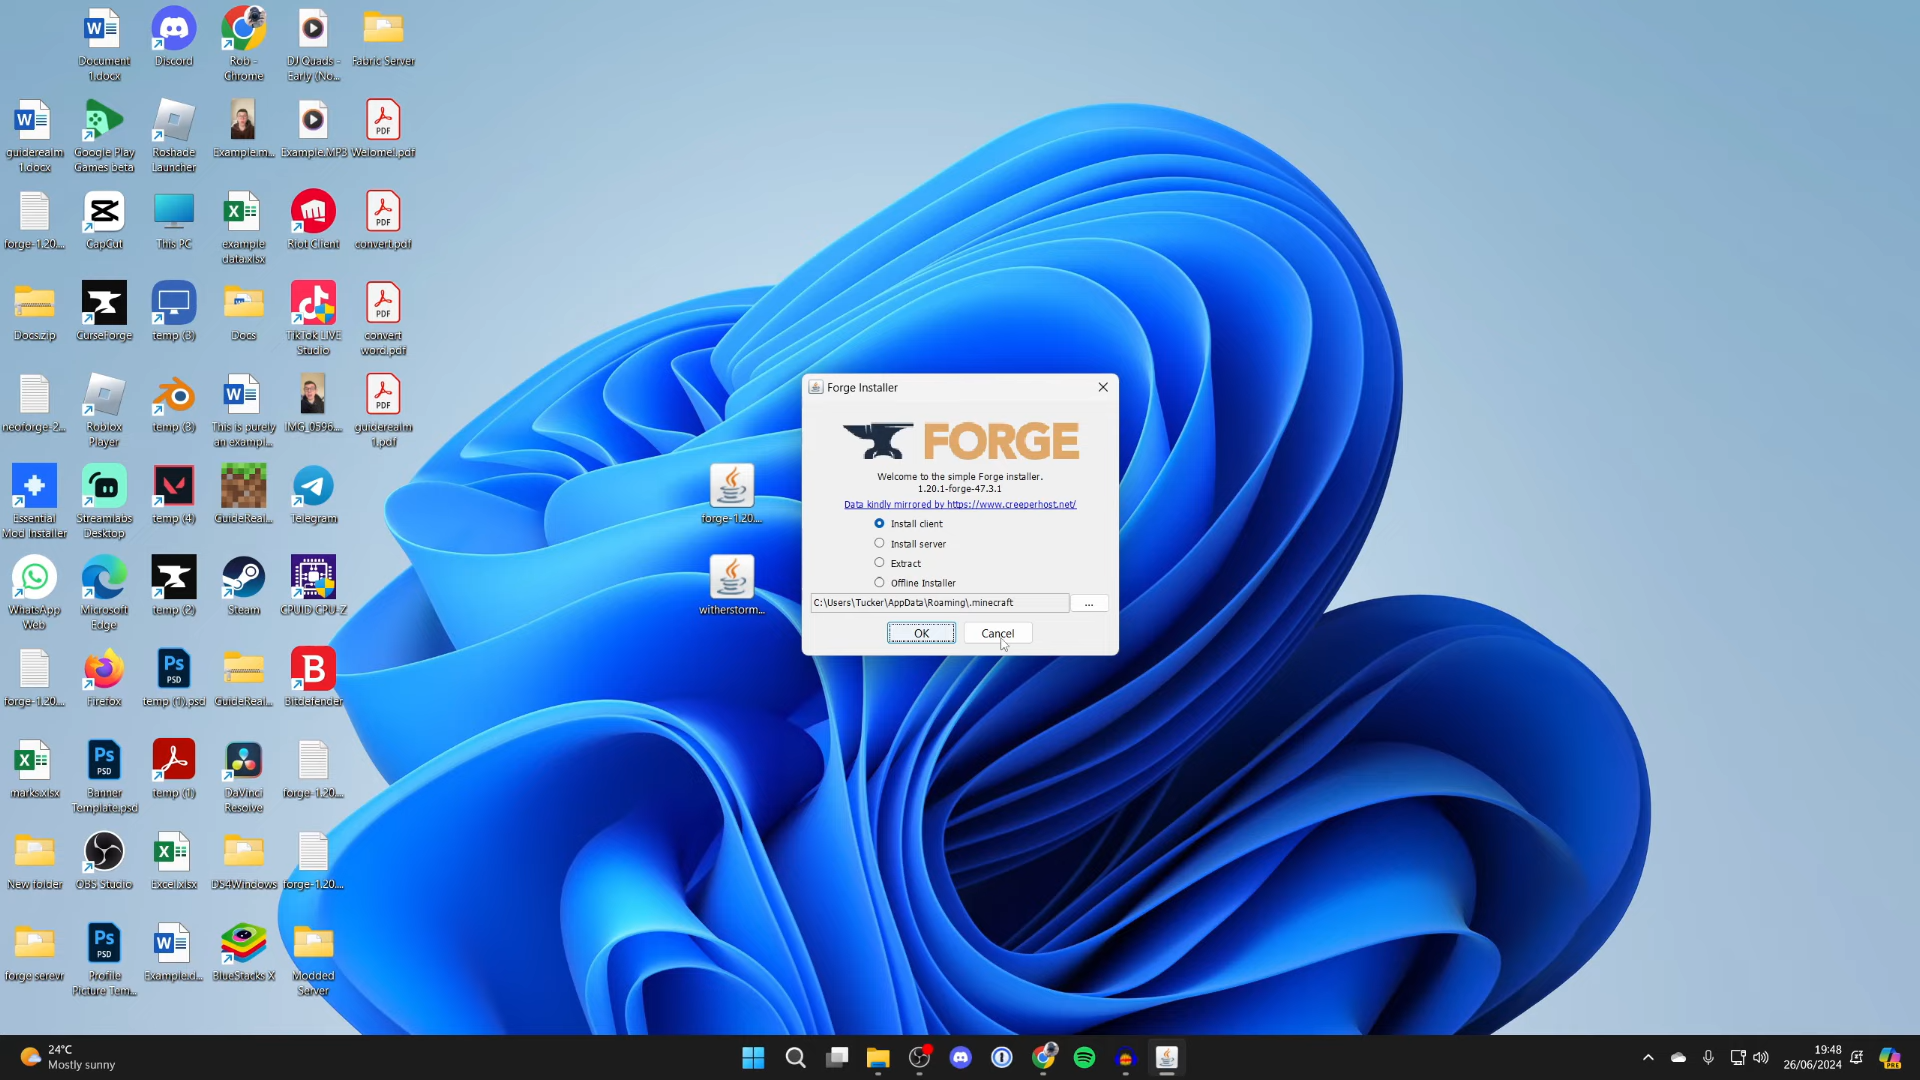 Document
1.docx
Discord
Rob -
Chrome
DJ Quads -
Early (No...
Fabric Server
guiderealm
1.docx
Google Play
Games beta
Roshade
Launcher
Example.m...
Example.MP3
Welome!.pdf
forge-1.20....
CapCut
This PC
example
data.xlsx
Riot Client
convert.pdf
Docs.zip
CurseForge
temp (3)
Docs
TikTok LIVE
Studio
convert
word.pdf
neoforge-2...
Roblox
Player
temp (3)
This is purely
an exampl...
IMG_0396....
guiderealm
1.pdf
Essential
Mod Installer
Streamlabs
Desktop
temp (4)
GuideReal...
Telegram
WhatsApp
Web
Microsoft
Edge
temp (2)
Steam
CPUID CPU-Z
forge-1.20....
Firefox
temp (1).psd
GuideReal...
Bitdefender
marks.xlsx
Banner
Template.psd
temp (1)
DaVinci
Resolve
forge-1.20....
New folder
OBS Studio
Excel.xlsx
DS4Windows
forge-1.20....
forge serevr
Profile
Picture Tem...
Example.d...
BlueStacks X
Modded
Server
forge-1.20....
witherstorm...
Forge Installer
FORGE
Welcome to the simple Forge installer.
1.20.1-forge-47.3.1
Data kindly mirrored by https://www.creeperhost.net/
Install client
Install server
Extract
Offline Installer
C:\Users\Tucker\AppData\Roaming\.minecraft
...
OK
Cancel
24°C
Mostly sunny
19:48
26/06/2024
PRE